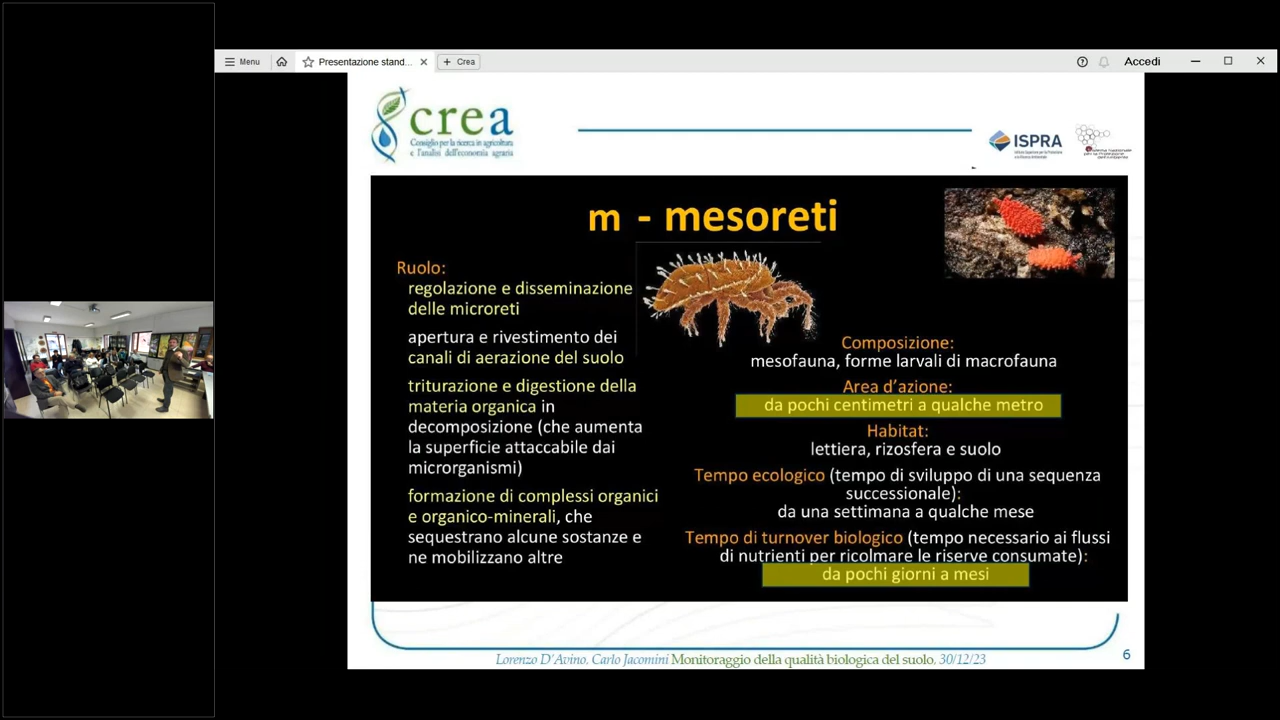 Menu
Presentazione stand...
Crea
Accedi
crea
Consiglio per la ricerca in agricoltura
e l'analisi dell'economia agraria
ISPRA
m - mesoreti
Ruolo:
regolazione e disseminazione
delle microreti
apertura e rivestimento dei
canali di aerazione del suolo
triturazione e digestione della
materia organica in
decomposizione (che aumenta
la superficie attaccabile dai
microrganismi)
formazione di complessi organici
e organico-minerali, che
sequestrano alcune sostanze e
ne mobilizzano altre
Composizione:
mesofauna, forme larvali di macrofauna
Area d'azione:
da pochi centimetri a qualche metro
Habitat:
lettiera, rizosfera e suolo
Tempo ecologico (tempo di sviluppo di una sequenza
successionale):
da una settimana a qualche mese
Tempo di turnover biologico (tempo necessario ai flussi
di nutrienti per ricolmare le riserve consumate):
da pochi giorni a mesi
Lorenzo D'Avino, Carlo Jacomini Monitoraggio della qualità biologica del suolo, 30/12/23
6